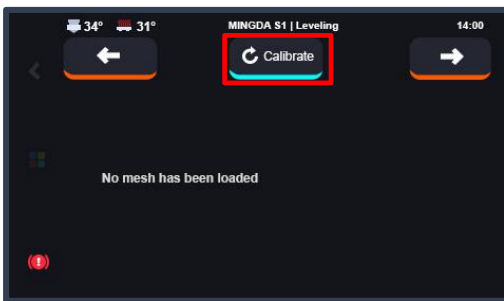 34° 31° MINGDA S1 | Leveling 14:00
Calibrate
No mesh has been loaded